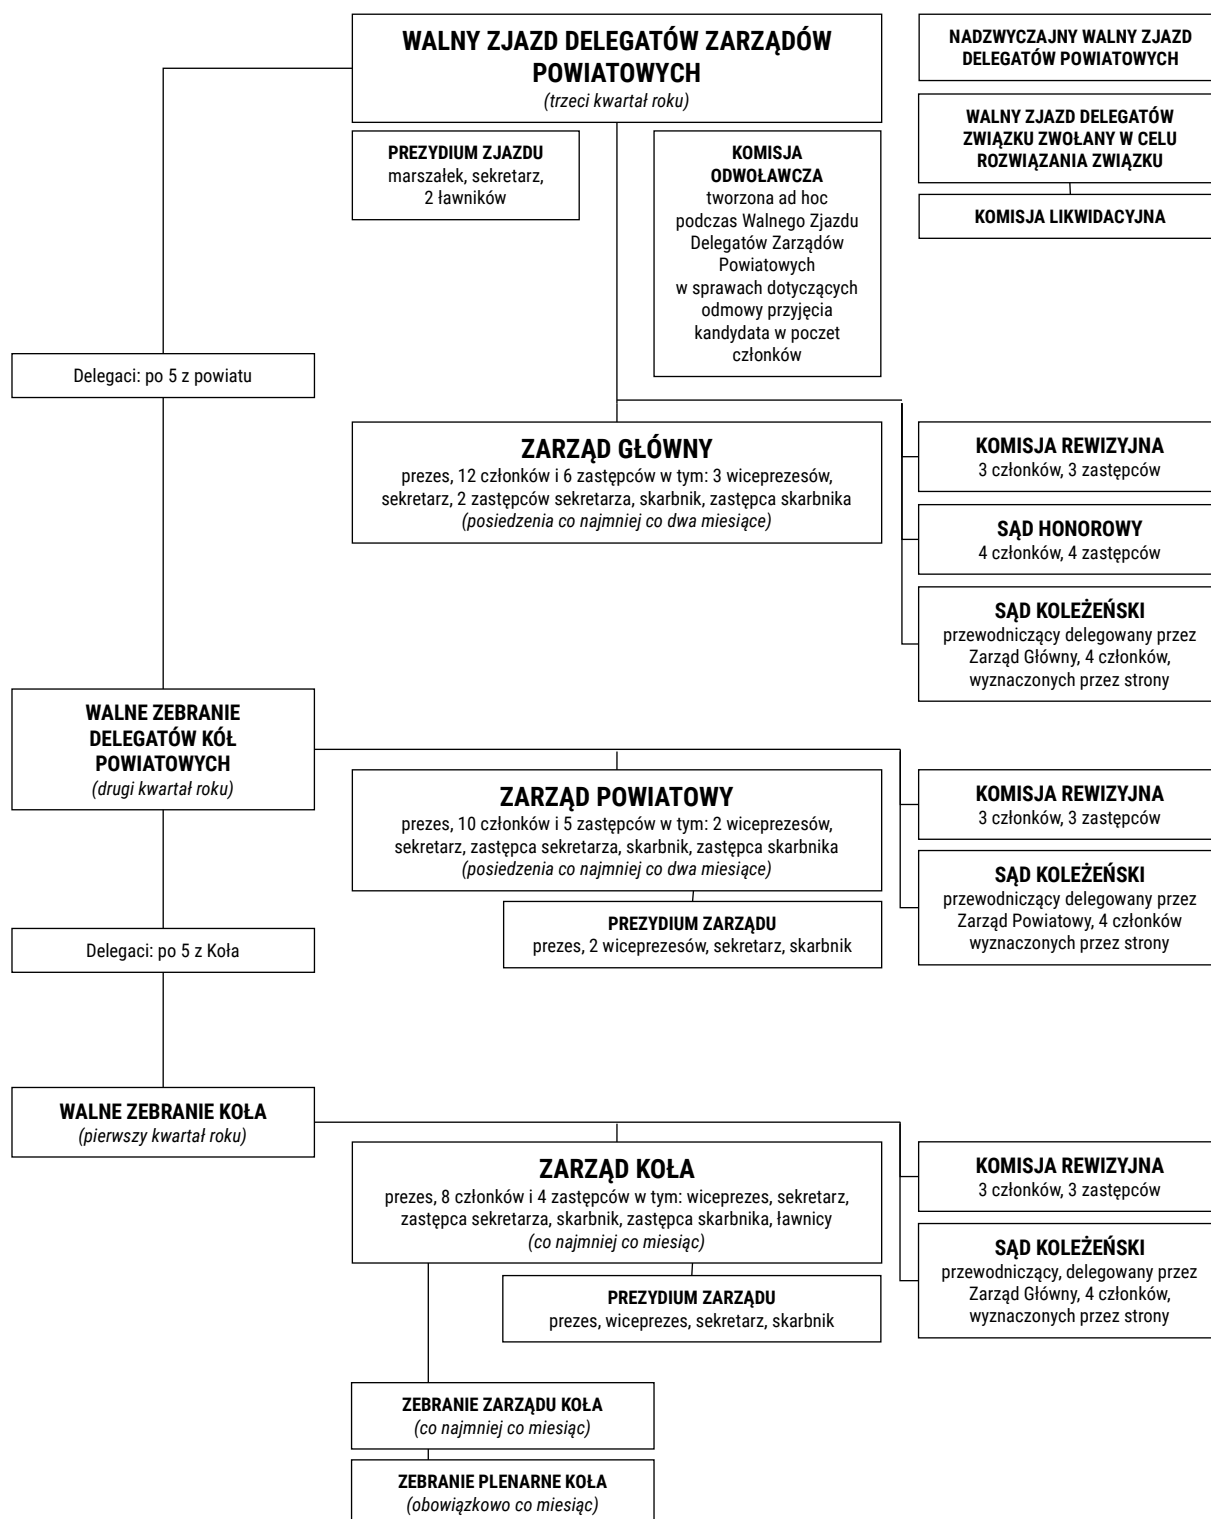 WALNY ZJAZD DELEGATÓW ZARZĄDÓW
POWIATOWYCH
(trzeci kwartał roku)
NADZWYCZAJNY WALNY ZJAZD
DELEGATÓW POWIATOWYCH
WALNY ZJAZD DELEGATÓW
ZWIĄZKU ZWOŁANY W CELU
ROZWIĄZANIA ZWIĄZKU
KOMISJA LIKWIDACYJNA
PREZYDIUM ZJAZDU
marszałek, sekretarz,
2 ławników
KOMISJA
ODWOŁAWCZA
tworzona ad hoc
podczas Walnego Zjazdu
Delegatów Zarządów
Powiatowych
w sprawach dotyczących
odmowy przyjęcia
kandydata w poczet
członków
Delegaci: po 5 z powiatu
ZARZĄD GŁÓWNY
prezes, 12 członków i 6 zastępców w tym: 3 wiceprezesów,
sekretarz, 2 zastępców sekretarza, skarbnik, zastępca skarbnika
(posiedzenia co najmniej co dwa miesiące)
KOMISJA REWIZYJNA
3 członków, 3 zastępców
SĄD HONOROWY
4 członków, 4 zastępców
SĄD KOLEŻEŃSKI
przewodniczący delegowany przez
Zarząd Główny, 4 członków,
wyznaczonych przez strony
WALNE ZEBRANIE
DELEGATÓW KÓŁ
POWIATOWYCH
(drugi kwartał roku)
ZARZĄD POWIATOWY
prezes, 10 członków i 5 zastępców w tym: 2 wiceprezesów,
sekretarz, zastępca sekretarza, skarbnik, zastępca skarbnika
(posiedzenia co najmniej co dwa miesiące)
PREZYDIUM ZARZĄDU
prezes, 2 wiceprezesów, sekretarz, skarbnik
KOMISJA REWIZYJNA
3 członków, 3 zastępców
SĄD KOLEŻEŃSKI
przewodniczący delegowany przez
Zarząd Powiatowy, 4 członków
wyznaczonych przez strony
Delegaci: po 5 z Koła
WALNE ZEBRANIE KOŁA
(pierwszy kwartał roku)
ZARZĄD KOŁA
prezes, 8 członków i 4 zastępców w tym: wiceprezes, sekretarz,
zastępca sekretarza, skarbnik, zastępca skarbnika, ławnicy
(co najmniej co miesiąc)
PREZYDIUM ZARZĄDU
prezes, wiceprezes, sekretarz, skarbnik
KOMISJA REWIZYJNA
3 członków, 3 zastępców
SĄD KOLEŻEŃSKI
przewodniczący, delegowany przez
Zarząd Główny, 4 członków,
wyznaczonych przez strony
ZEBRANIE ZARZĄDU KOŁA
(co najmniej co miesiąc)
ZEBRANIE PLENARNE KOŁA
(obowiązkowo co miesiąc)